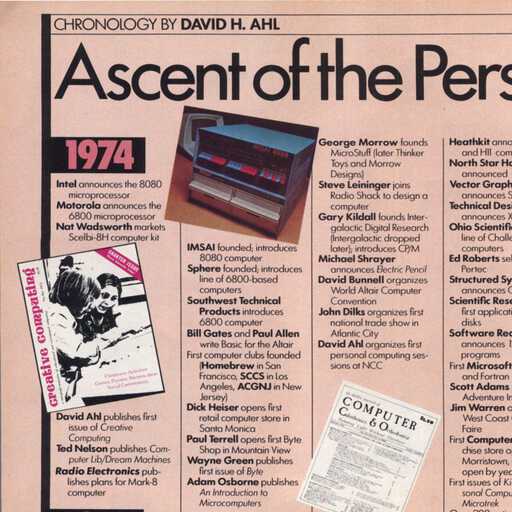 CHRONOLOGY BY DAVID H. AHL
Ascent of the Pers
1974
Intel announces the 8080
microprocessor
Motorola announces the
6800 microprocessor
Nat Wadsworth markets
Scelbi-8H computer kit
creative computing
David Ahl publishes first
issue of Creative
Computing
Ted Nelson publishes Com-
puter Lib/Dream Machines
Radio Electronics pub-
lishes plans for Mark-8
computer
IMSAI founded; introduces
8080 computer
Sphere founded; introduces
line of 6800-based
computers
Southwest Technical
Products introduces
6800 computer
Bill Gates and Paul Allen
write Basic for the Altair
First computer clubs founded
(Homebrew in San
Francisco, SCCS in Los
Angeles, ACGNJ in New
Jersey)
Dick Heiser opens first
retail computer store in
Santa Monica
Paul Terrell opens first Byte
Shop in Mountain View
Wayne Green publishes
first issue of Byte
Adam Osborne publishes
An Introduction to
Microcomputers
George Morrow founds
MicroStuff (later Thinker
Toys and Morrow
Designs)
Steve Leininger joins
Radio Shack to design a
computer
Gary Kildall founds Inter-
galactic Digital Research
(Intergalactic dropped
later); introduces CP/M
Michael Shrayer
announces Electric Pencil
David Bunnell organizes
World Altair Computer
Convention
John Dilks organizes first
national trade show in
Atlantic City
David Ahl organizes first
personal computing ses-
sions at NCC
COMPUTER
Heathkit anno
and H11 com
North Star Ho
announced
Vector Graph
announces S
Technical Desi
announces X
Ohio Scientifi
line of Challe
computers
Ed Roberts sel
Pertec
Structured Sy
announces G
Scientific Rese
first applicati
disks
Software Rec
announces 1
programs
First Microsoft
and Fortran
Scott Adams
Adventure In
Jim Warren o
West Coast
Faire
First Computer
chise store o
Morristown,
open by yea
First issues of Ki
sonal Compu
Microtrek